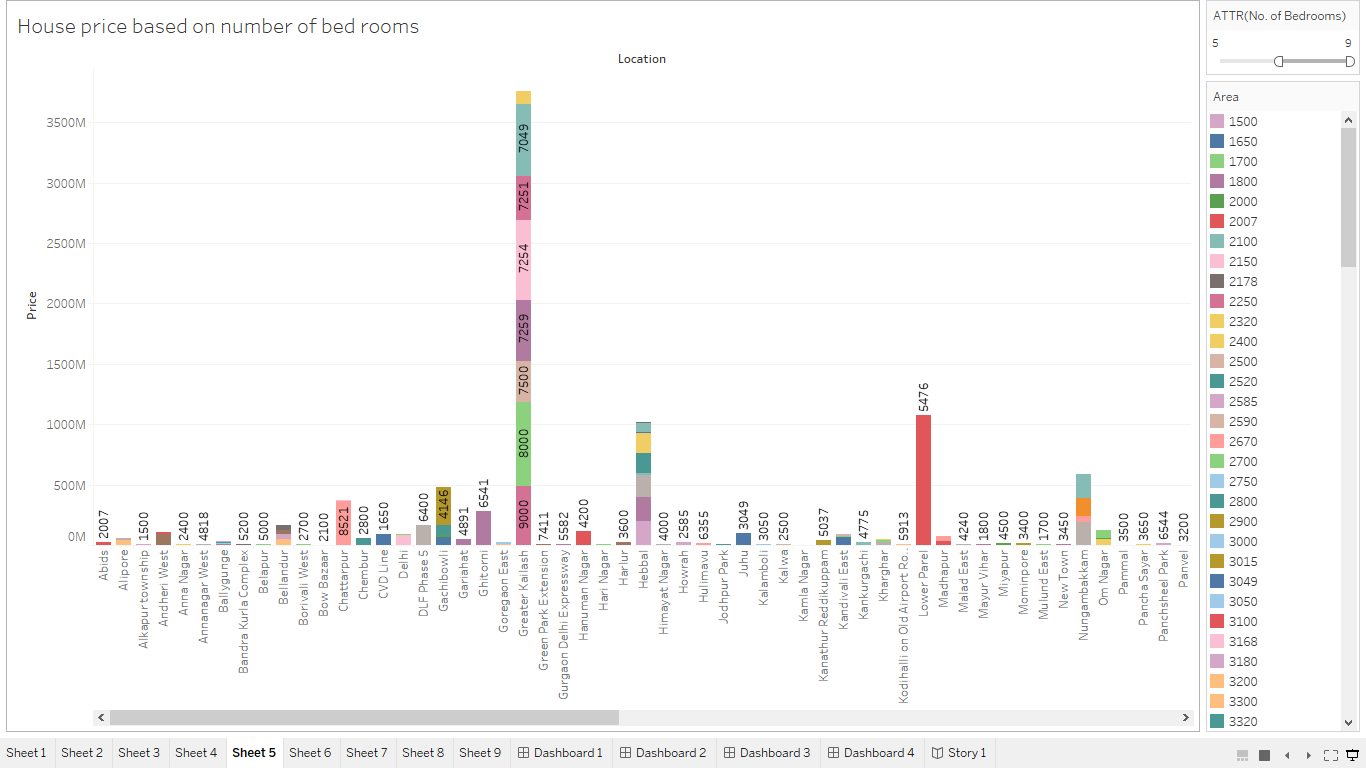 House price based on number of bed rooms
Location
Price
3500M
3000M
2500M
2000M
1500M
1000M
500M
0M
2007
1500
2400
4818
5200
5000
2700
2100
8521
2800
1650
6400
4146
4891
6541
7049
7251
7254
7259
7500
8000
9000
7411
5582
4200
3600
4000
2585
6355
3049
3050
2500
5037
4775
5913
5476
4240
1800
4500
3400
1700
3450
3500
3650
6544
3200
Abids
Alipore
Alkapur township
Andheri West
Anna Nagar
Annanagar West
Ballygunge
Bandra Kurla Complex
Belapur
Bellandur
Borivali West
Bow Bazaar
Chattarpur
Chembur
CVD Line
Delhi
DLF Phase 5
Gachibowli
Gariahat
Ghitorni
Goregaon East
Greater Kailash
Green Park Extension
Gurgaon Delhi Expressway
Hanuman Nagar
Hari Nagar
Harlur
Hebbal
Himayat Nagar
Howrah
Hulimavu
Jodhpur Park
Juhu
Kalamboli
Kalwa
Kamla Nagar
Kanathur Reddikuppam
Kandivali East
Kankurgachi
Kharghar
Kodihalli on Old Airport Ro..
Lower Parel
Madhapur
Malad East
Mayur Vihar
Miyapur
Mominpore
Mulund East
New Town
Nungambakkam
Om Nagar
Pammal
Pancha Sayar
Panchsheel Park
Panvel
ATTR(No. of Bedrooms)
5 9
Area
1500
1650
1700
1800
2000
2007
2100
2150
2178
2250
2320
2400
2500
2520
2585
2590
2670
2700
2750
2800
2900
3000
3015
3049
3050
3100
3168
3180
3200
3300
3320
Sheet 1 Sheet 2 Sheet 3 Sheet 4 Sheet 5 Sheet 6 Sheet 7 Sheet 8 Sheet 9 Dashboard 1 Dashboard 2 Dashboard 3 Dashboard 4 Story 1